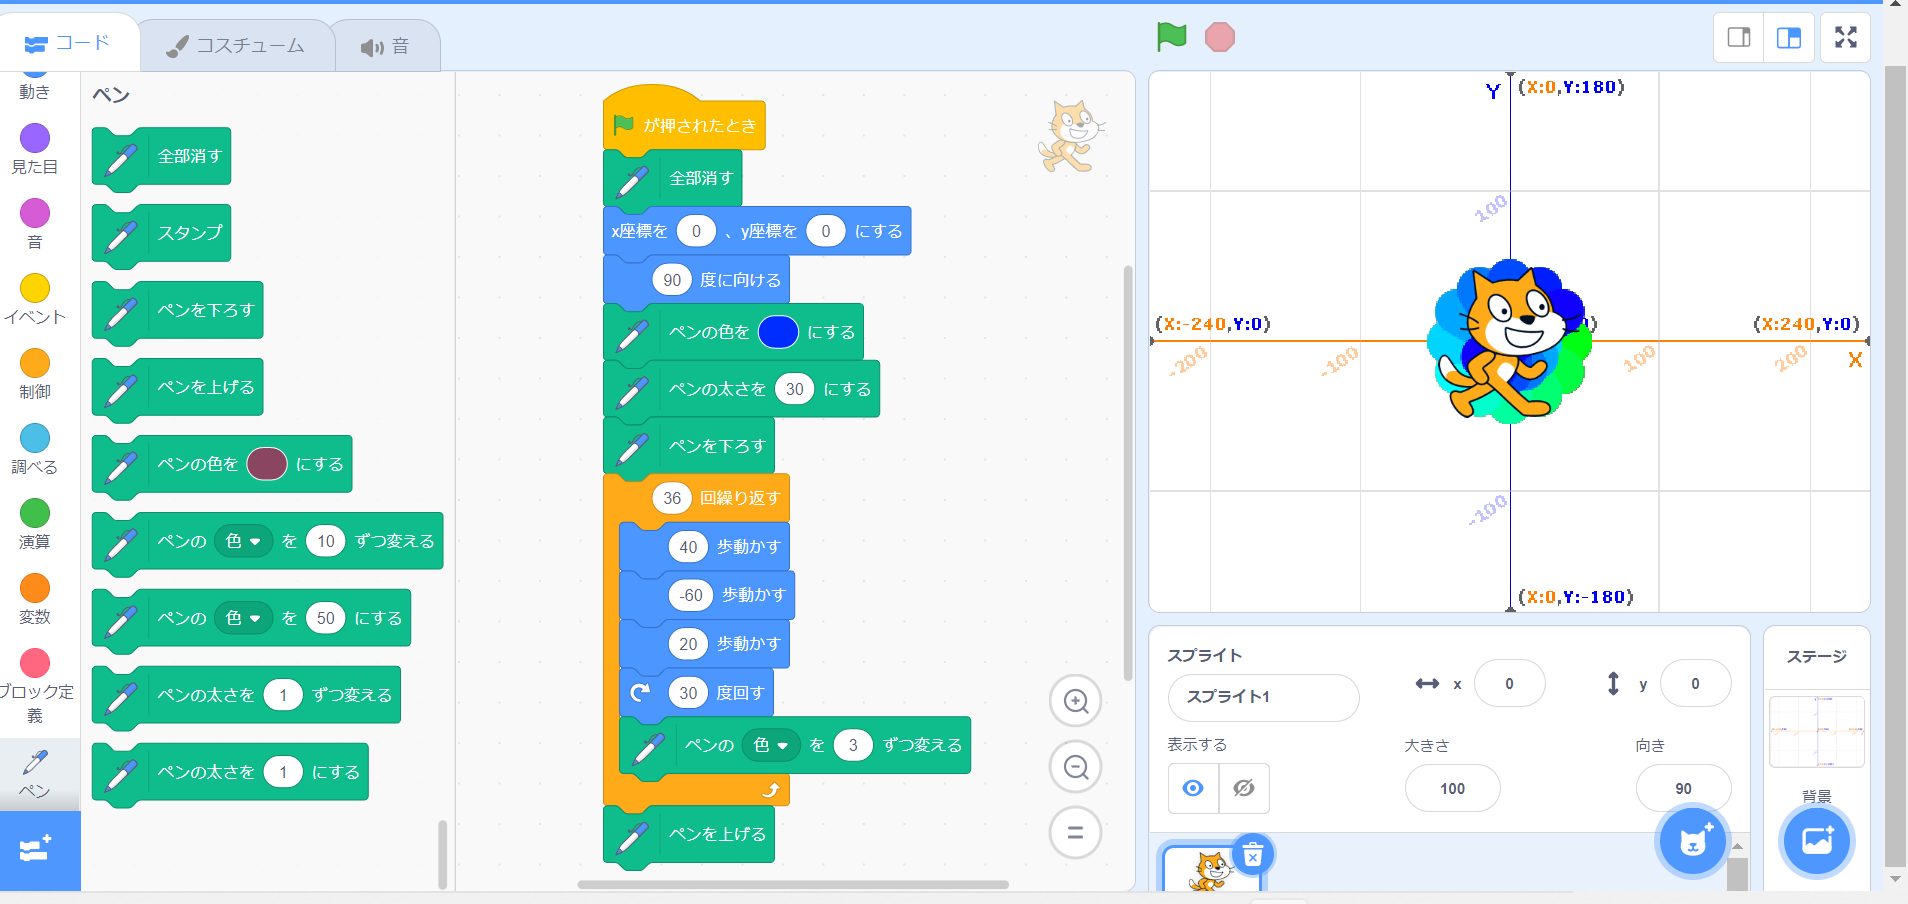 コード
コスチューム
音
動き
見た目
音
イベント
制御
調べる
演算
変数
ブロック定
義
ペン
ペン
全部消す
スタンプ
ペンを下ろす
ペンを上げる
ペンの色を にする
ペンの 色 を 10 ずつ変える
ペンの 色 を 50 にする
ペンの太さを 1 ずつ変える
ペンの太さを 1 にする
が押されたとき
全部消す
x座標を 0 、y座標を 0 にする
90 度に向ける
ペンの色を にする
ペンの太さを 30 にする
ペンを下ろす
36 回繰り返す
40 歩動かす
-60 歩動かす
20 歩動かす
30 度回す
ペンの 色 を 3 ずつ変える
ペンを上げる
Y (X:0,Y:180)
100
(X:-240,Y:0) ) (X:240,Y:0)
-200 -100 100 200 X
-100
(X:0,Y:-180)
スプライト
スプライト1
x 0
y 0
表示する
大きさ
向き
100
90
ステージ
背景